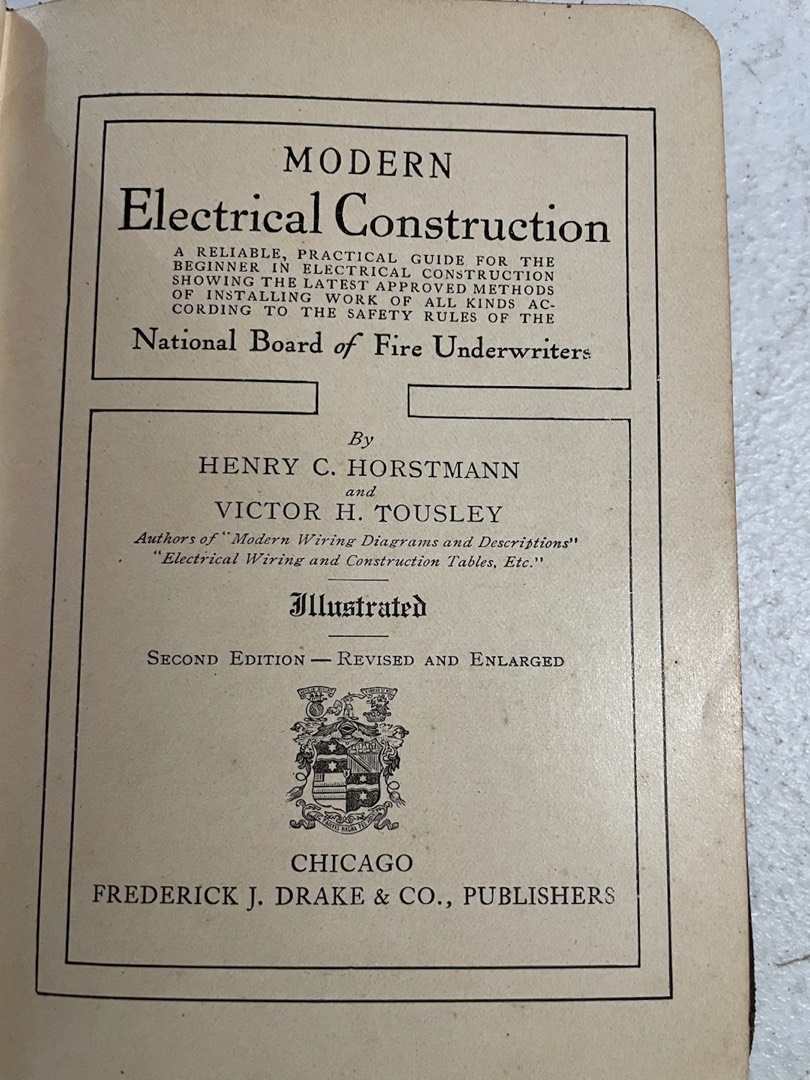 MODERN
Electrical Construction
A RELIABLE, PRACTICAL GUIDE FOR THE
BEGINNER IN ELECTRICAL CONSTRUCTION
SHOWING THE LATEST APPROVED METHODS
OF INSTALLING WORK OF ALL KINDS AC-
CORDING TO THE SAFETY RULES OF THE
National Board of Fire Underwriters
By
HENRY C. HORSTMANN
and
VICTOR H. TOUSLEY
Authors of "Modern Wiring Diagrams and Descriptions"
"Electrical Wiring and Construction Tables, Etc."
Illustrated
SECOND EDITION — REVISED AND ENLARGED
CHICAGO
FREDERICK J. DRAKE & CO., PUBLISHERS